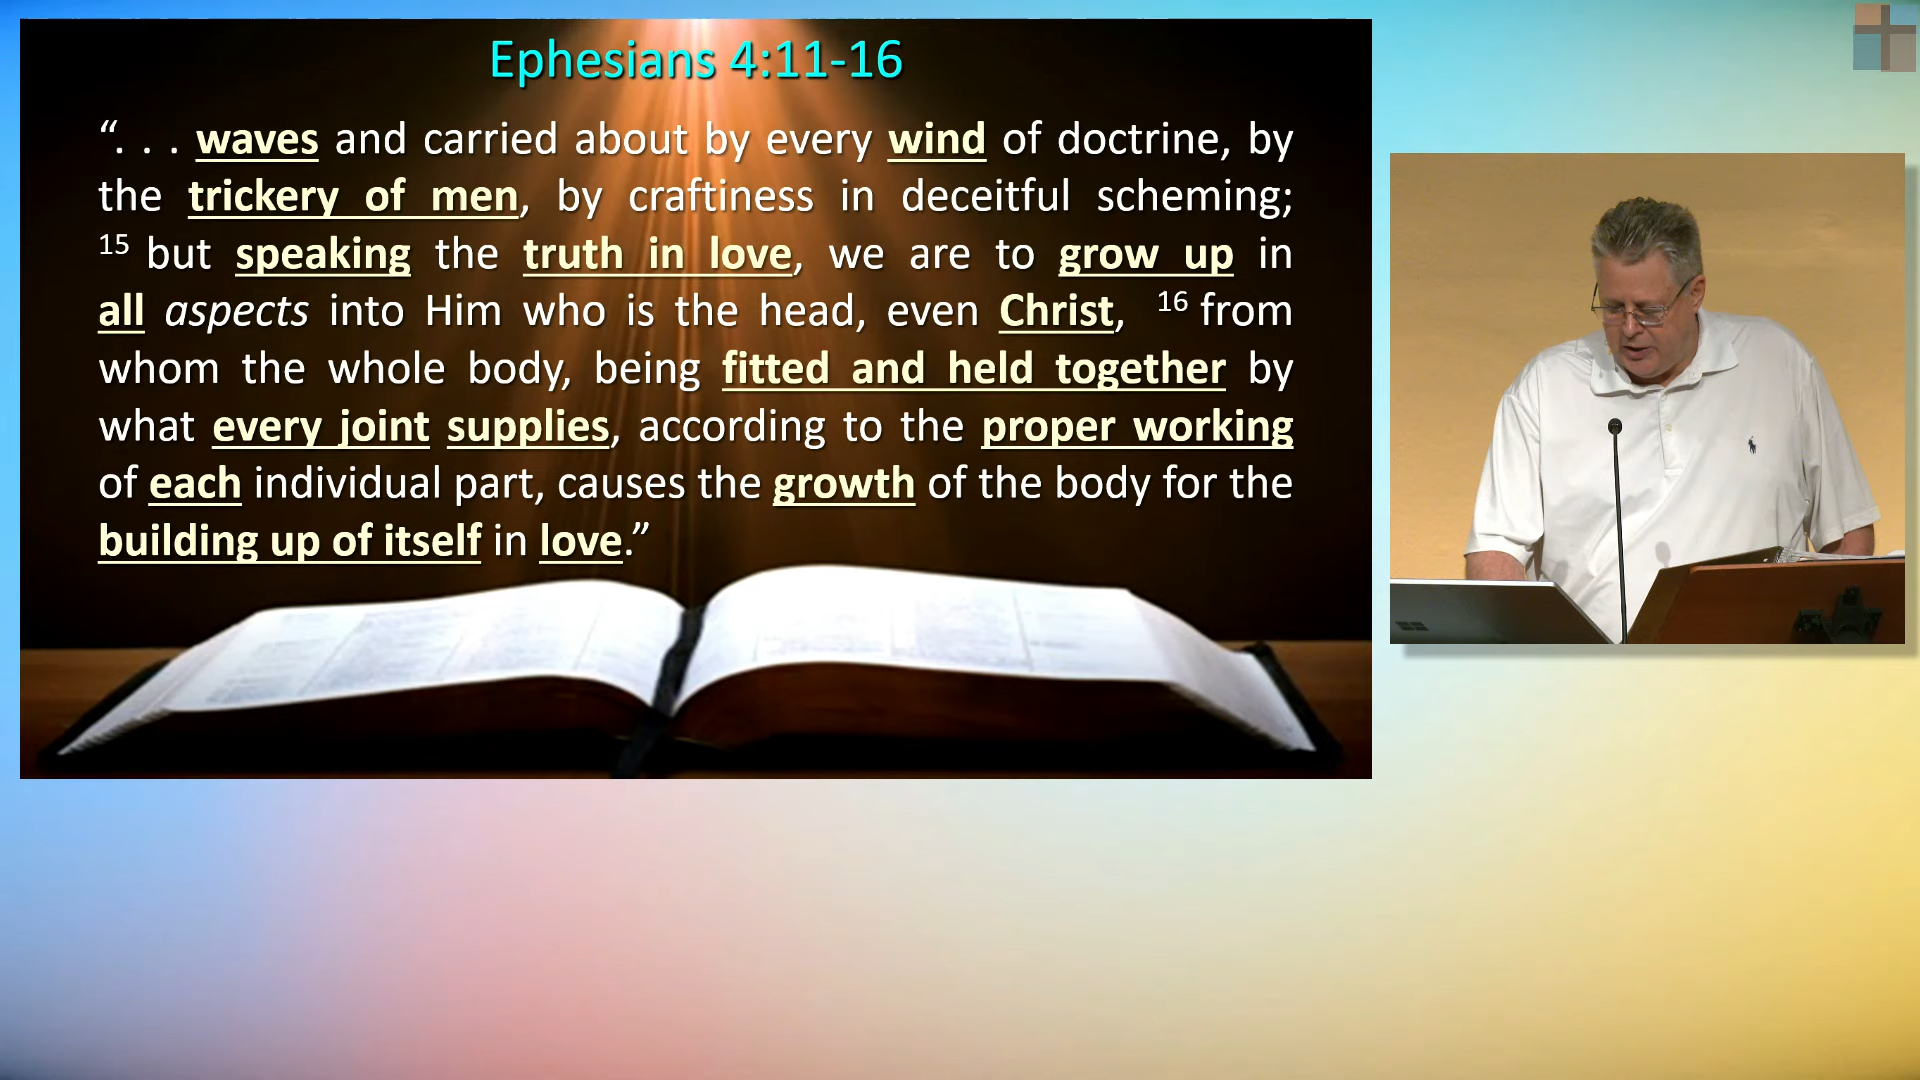 Ephesians 4:11-16
“. . . waves and carried about by every wind of doctrine, by
the trickery of men, by craftiness in deceitful scheming;
15 but speaking the truth in love, we are to grow up in
all aspects into Him who is the head, even Christ, 16 from
whom the whole body, being fitted and held together by
what every joint supplies, according to the proper working
of each individual part, causes the growth of the body for the
building up of itself in love.”